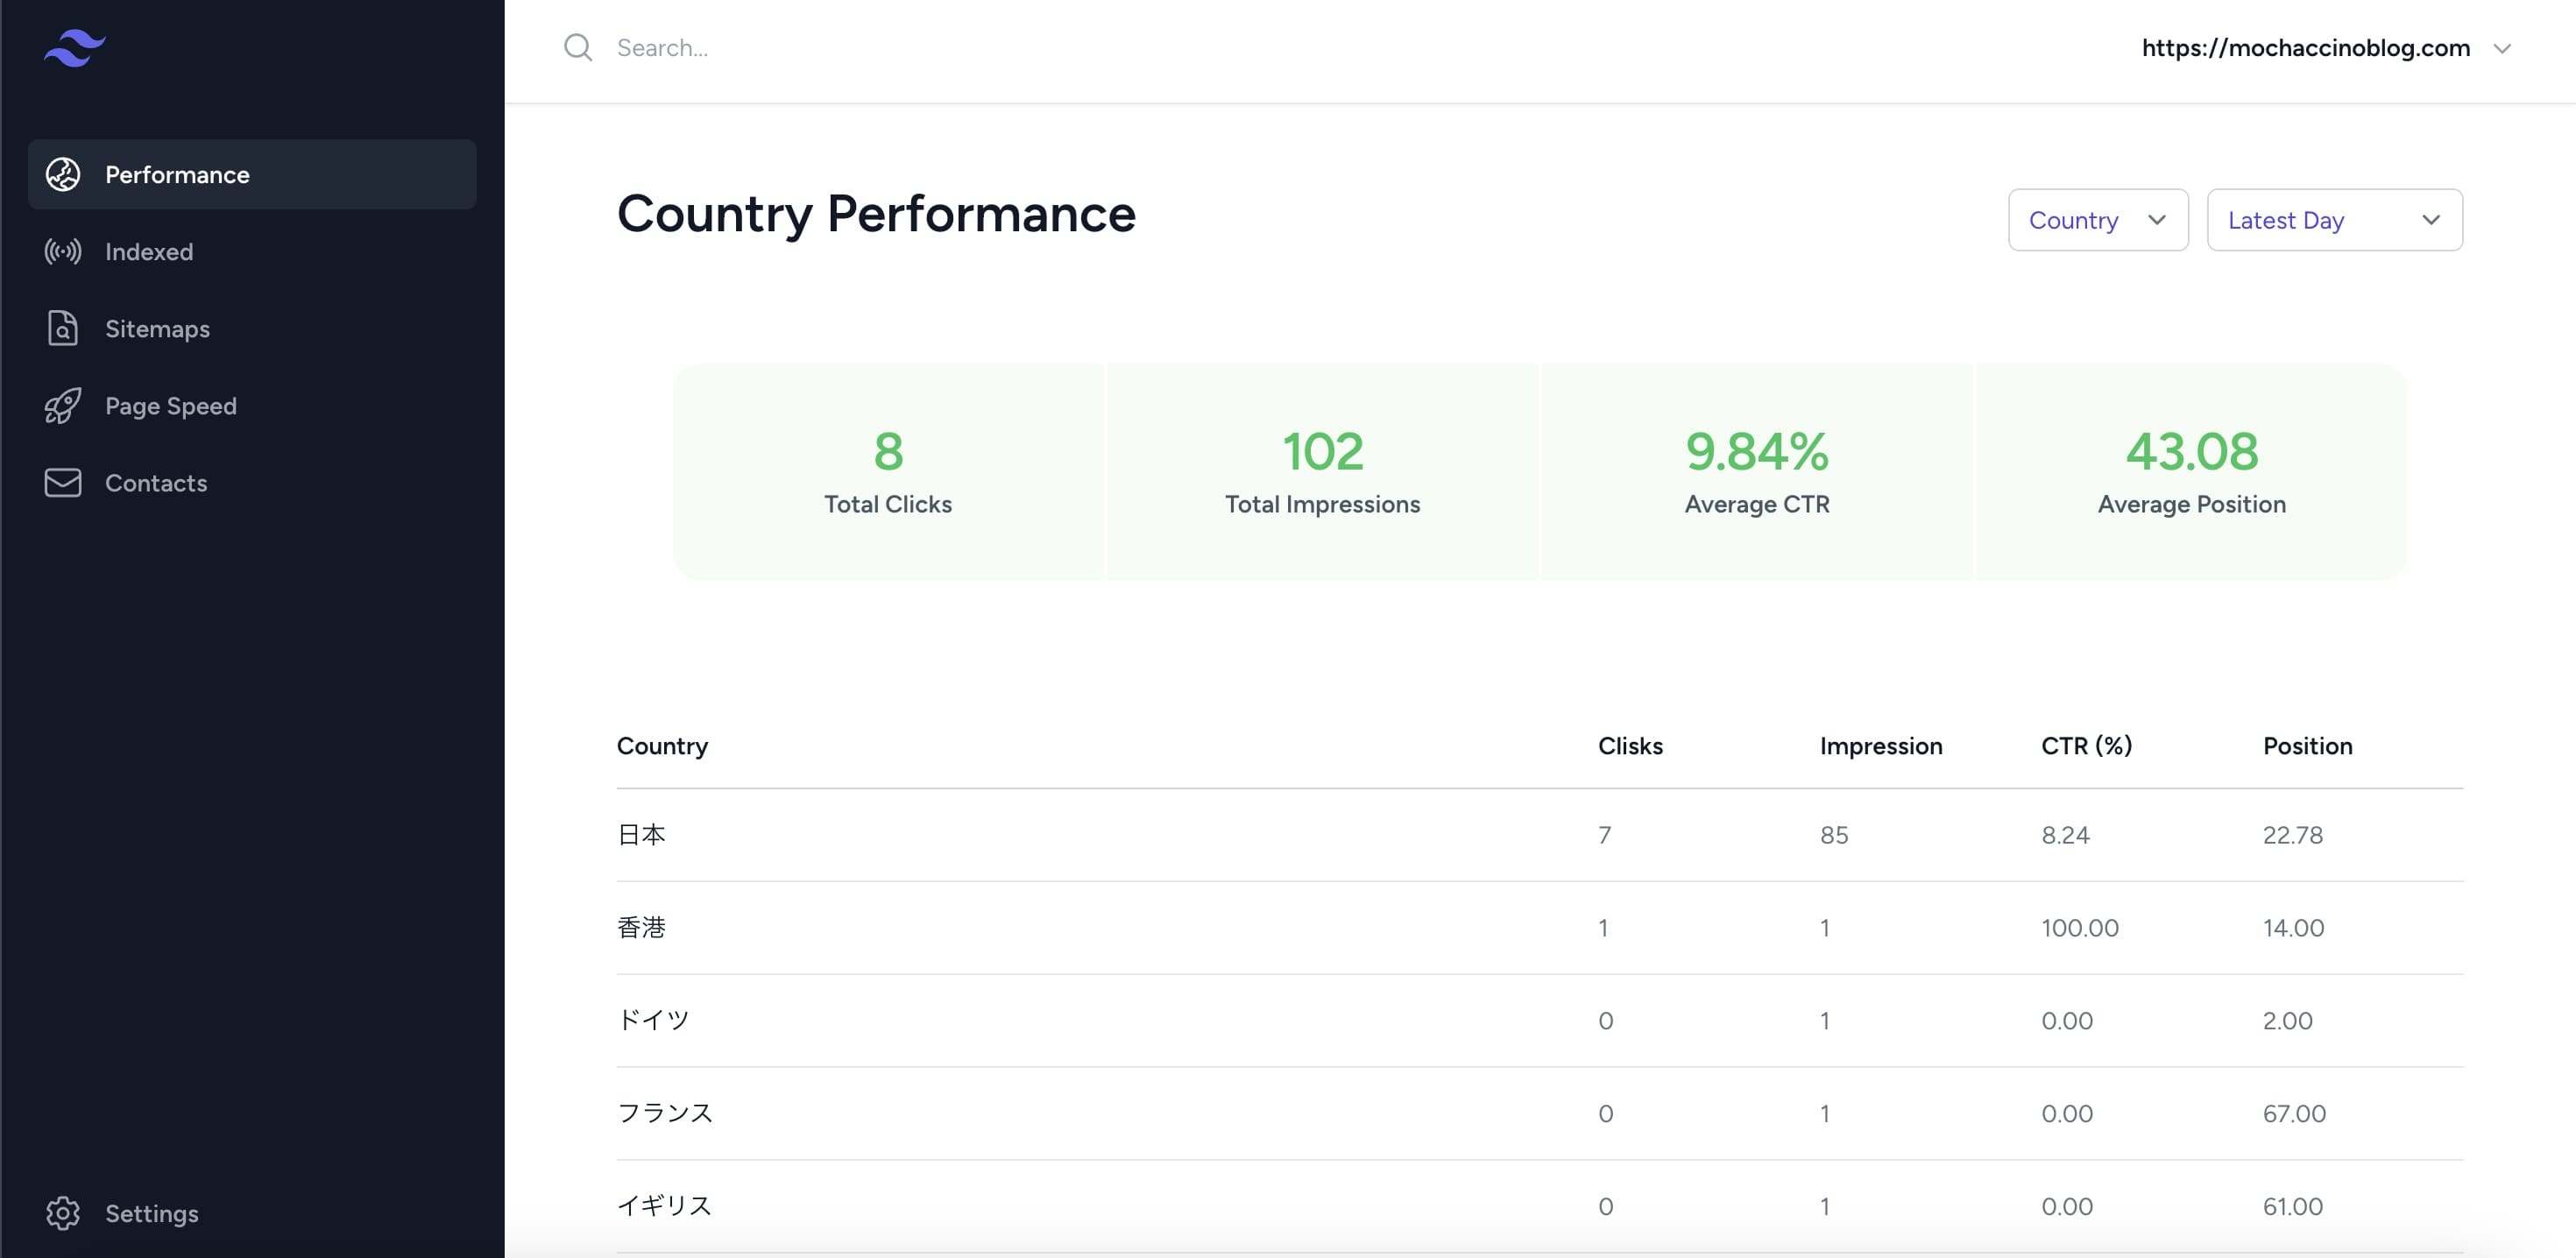 Search...
https://mochaccinoblog.com
Performance
Indexed
Sitemaps
Page Speed
Contacts
Settings
Country Performance
Country
Latest Day
8
Total Clicks
102
Total Impressions
9.84%
Average CTR
43.08
Average Position
Country Clisks Impression CTR (%) Position
日本 7 85 8.24 22.78
香港 1 1 100.00 14.00
ドイツ 0 1 0.00 2.00
フランス 0 1 0.00 67.00
イギリス 0 1 0.00 61.00